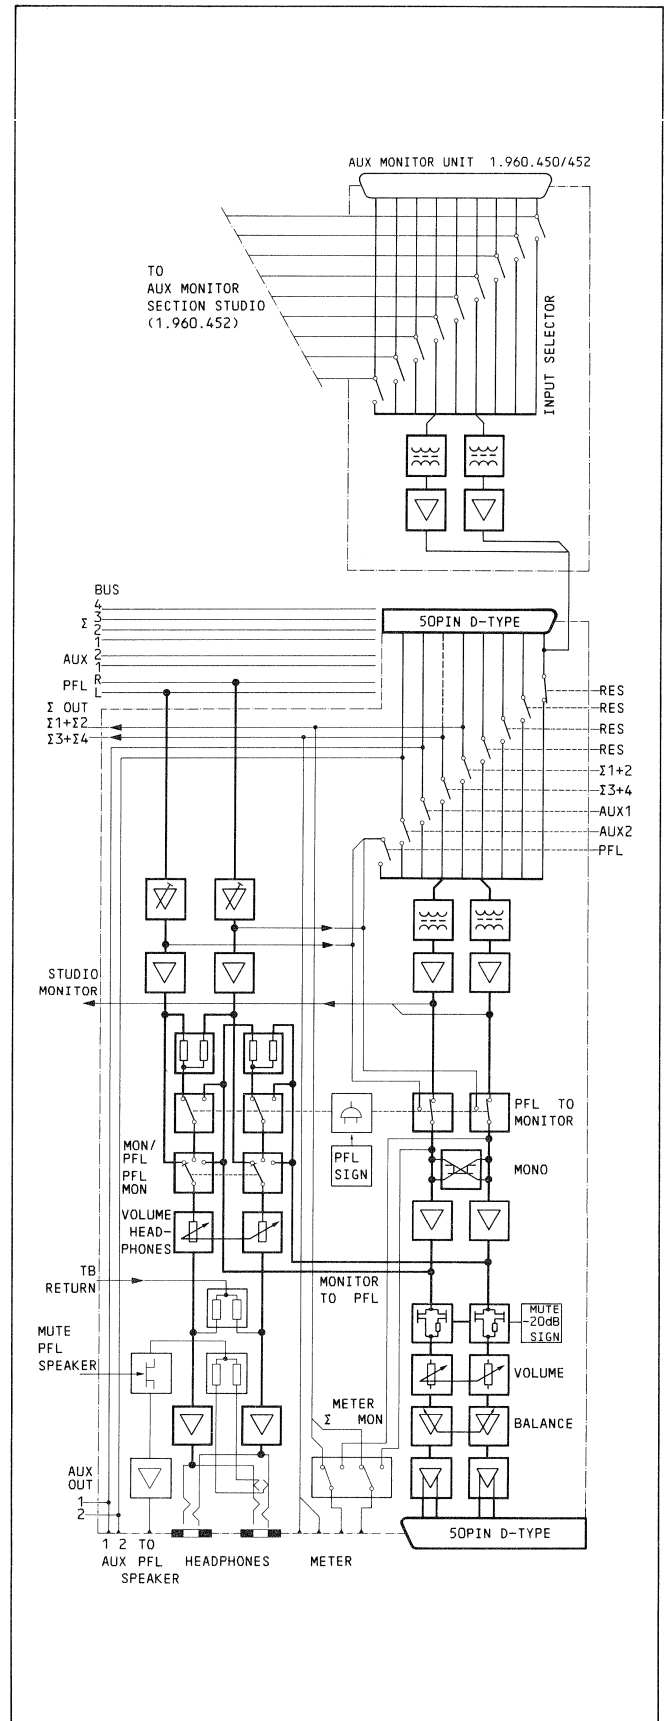 AUX MONITOR UNIT 1.960.450/452
TO
AUX MONITOR
SECTION STUDIO
(1.960.452)
INPUT SELECTOR
BUS
4
3
Σ
2
1
AUX 2
1
PFL R
L
Σ OUT
Σ1+Σ2
Σ3+Σ4
50PIN D-TYPE
RES
RES
RES
RES
Σ1+2
Σ3+4
AUX1
AUX2
PFL
STUDIO
MONITOR
PFL TO
MONITOR
PFL
SIGN
MON/
PFL
PFL
MON
MONO
VOLUME
HEAD-
PHONES
TB
RETURN
MONITOR
TO PFL
MUTE
-20dB
SIGN
MUTE
PFL
SPEAKER
VOLUME
METER
Σ MON
BALANCE
AUX
OUT
1
2
50PIN D-TYPE
1 2 TO
AUX PFL
SPEAKER
HEADPHONES
METER